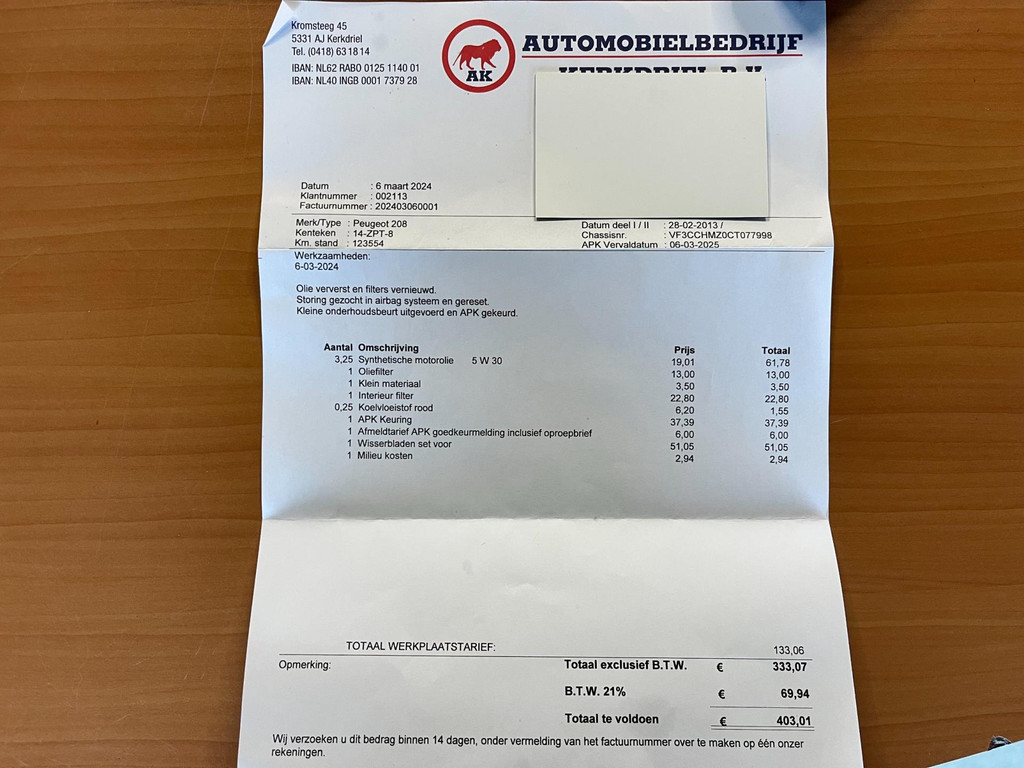 Kromsteeg 45
5331 AJ Kerkdriel
Tel. (0418) 63 18 14
IBAN: NL62 RABO 0125 1140 01
IBAN: NL40 INGB 0001 7379 28
AK
AUTOMOBIELBEDRIJF
KERKDRIEL B.V.
Datum : 6 maart 2024
Klantnummer : 002113
Factuurnummer : 202403060001
Merk/Type : Peugeot 208 Datum deel I / II : 28-02-2013 /
Kenteken : 14-ZPT-8 Chassisnr. : VF3CCHMZ0CT077998
Km. stand : 123554 APK Vervaldatum : 06-03-2025
Werkzaamheden:
6-03-2024
Olie ververst en filters vernieuwd.
Storing gezocht in airbag systeem en gereset.
Kleine onderhoudsbeurt uitgevoerd en APK gekeurd.
Aantal Omschrijving Prijs Totaal
3,25 Synthetische motorolie 5 W 30 19,01 61,78
1 Oliefilter 13,00 13,00
1 Klein materiaal 3,50 3,50
1 Interieur filter 22,80 22,80
0,25 Koelvloeistof rood 6,20 1,55
1 APK Keuring 37,39 37,39
1 Afmeldtarief APK goedkeurmelding inclusief oproepbrief 6,00 6,00
1 Wisserbladen set voor 51,05 51,05
1 Milieu kosten 2,94 2,94
TOTAAL WERKPLAATSTARIEF: 133,06
Opmerking: Totaal exclusief B.T.W. € 333,07
B.T.W. 21% € 69,94
Totaal te voldoen € 403,01
Wij verzoeken u dit bedrag binnen 14 dagen, onder vermelding van het factuurnummer over te maken op één onzer
rekeningen.